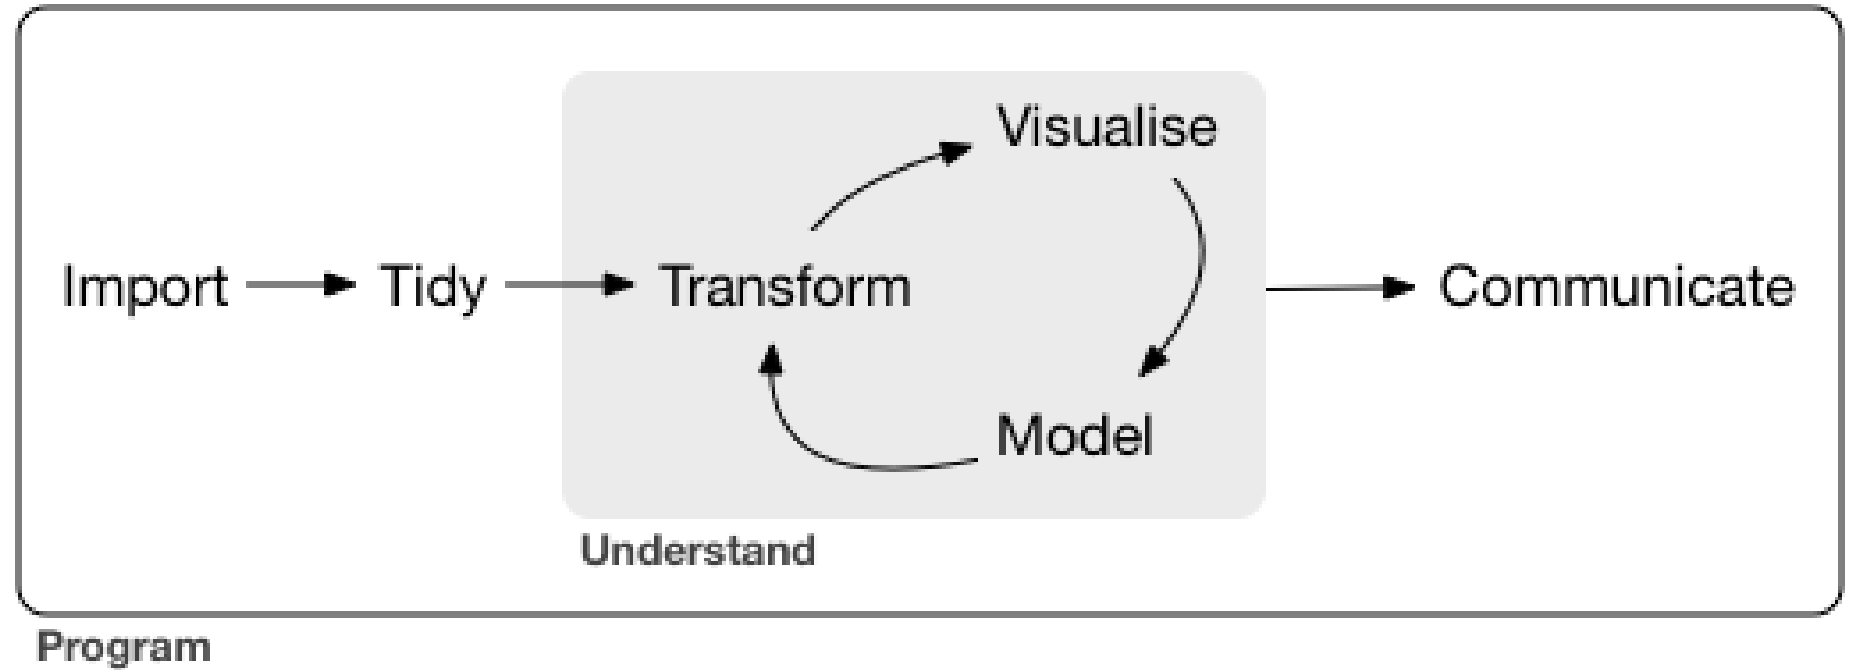 Visualise
Import Tidy Transform Communicate
Model
Understand
Program